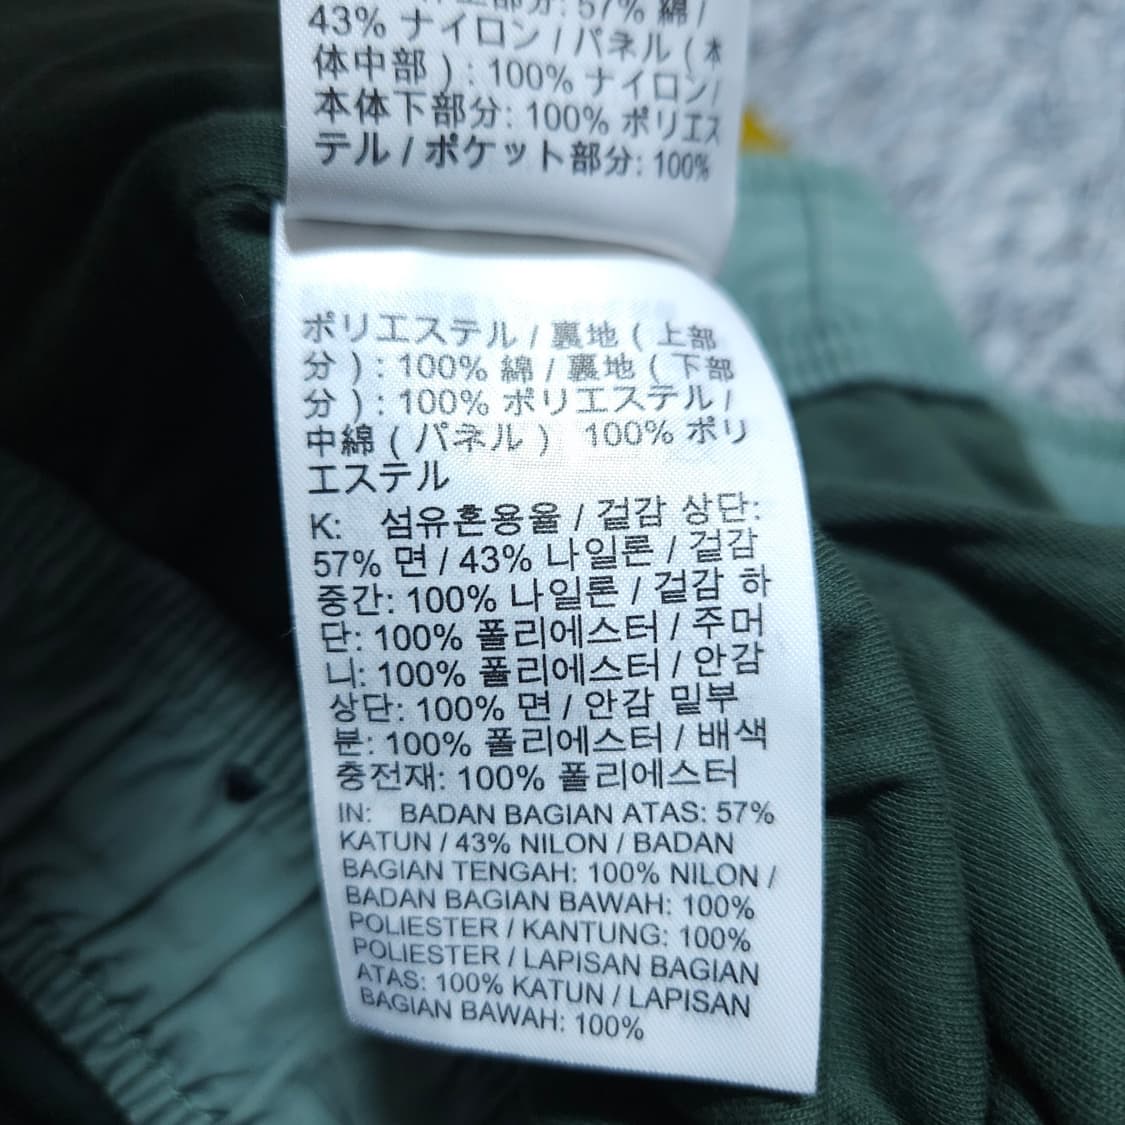 上部分: 57% 綿 /
43% ナイロン / パネル ( 本
体中部 ) : 100% ナイロン /
本体下部分: 100% ポリエス
テル / ポケット部分: 100%
ポリエステル / 裏地 ( 上部
分 ) : 100% 綿 / 裏地 ( 下部
分 ) : 100% ポリエステル /
中綿 ( パネル ) 100% ポリ
エステル
K: 섬유혼용율 / 겉감 상단:
57% 면 / 43% 나일론 / 겉감
중간: 100% 나일론 / 겉감 하
단: 100% 폴리에스터 / 주머
니: 100% 폴리에스터 / 안감
상단: 100% 면 / 안감 밑부
분: 100% 폴리에스터 / 배색
충전재: 100% 폴리에스터
IN: BADAN BAGIAN ATAS: 57%
KATUN / 43% NILON / BADAN
BAGIAN TENGAH: 100% NILON /
BADAN BAGIAN BAWAH: 100%
POLIESTER / KANTUNG: 100%
POLIESTER / LAPISAN BAGIAN
ATAS: 100% KATUN / LAPISAN
BAGIAN BAWAH: 100%